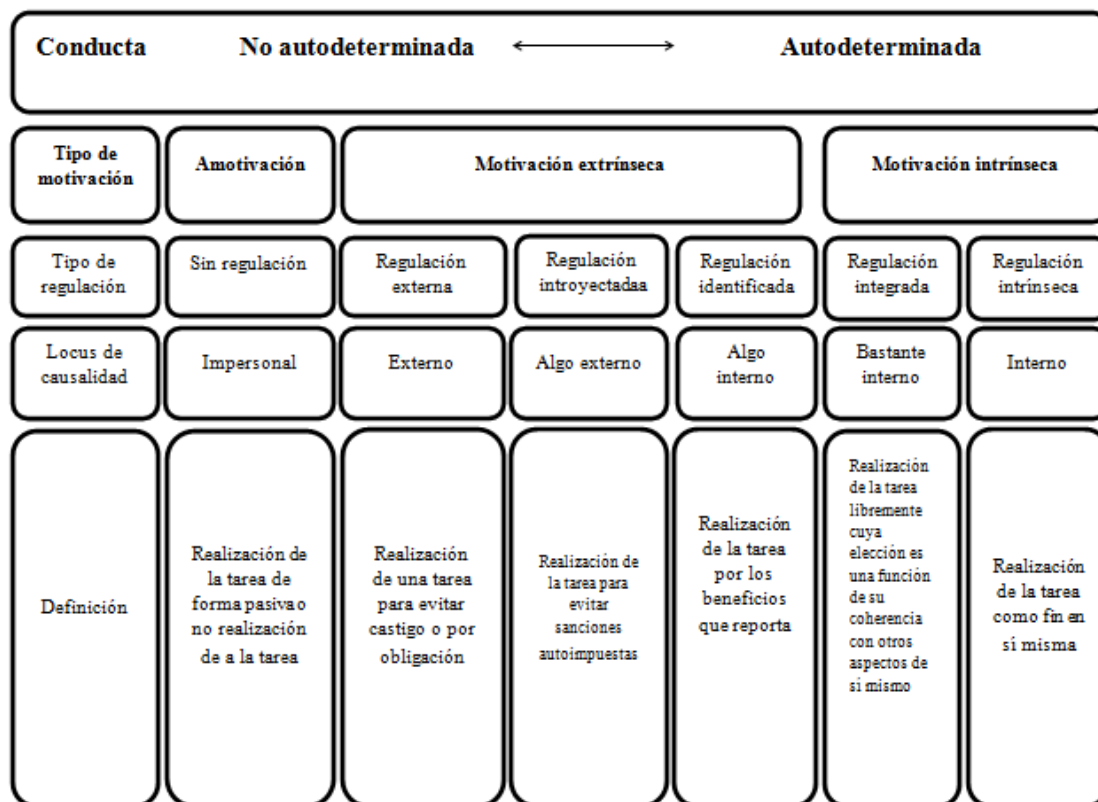 Conducta No autodeterminada ⟷ Autodeterminada
Tipo de
motivación
Amotivación
Motivación extrínseca
Motivación intrínseca
Tipo de
regulación
Sin regulación
Regulación
externa
Regulación
introyectadaa
Regulación
identificada
Regulación
integrada
Regulación
intrínseca
Locus de
causalidad
Impersonal
Externo
Algo externo
Algo
interno
Bastante
interno
Interno
Definición
Realización de
la tarea de
forma pasiva o
no realización
de a la tarea
Realización
de una tarea
para evitar
castigo o por
obligación
Realización de
la tarea para
evitar
sanciones
autoimpuestas
Realización
de la tarea
por los
beneficios
que reporta
Realización
de la tarea
libremente
cuya
elección es
una función
de su
coherencia
con otros
aspectos de
sí mismo
Realización
de la tarea
como fin en
sí misma